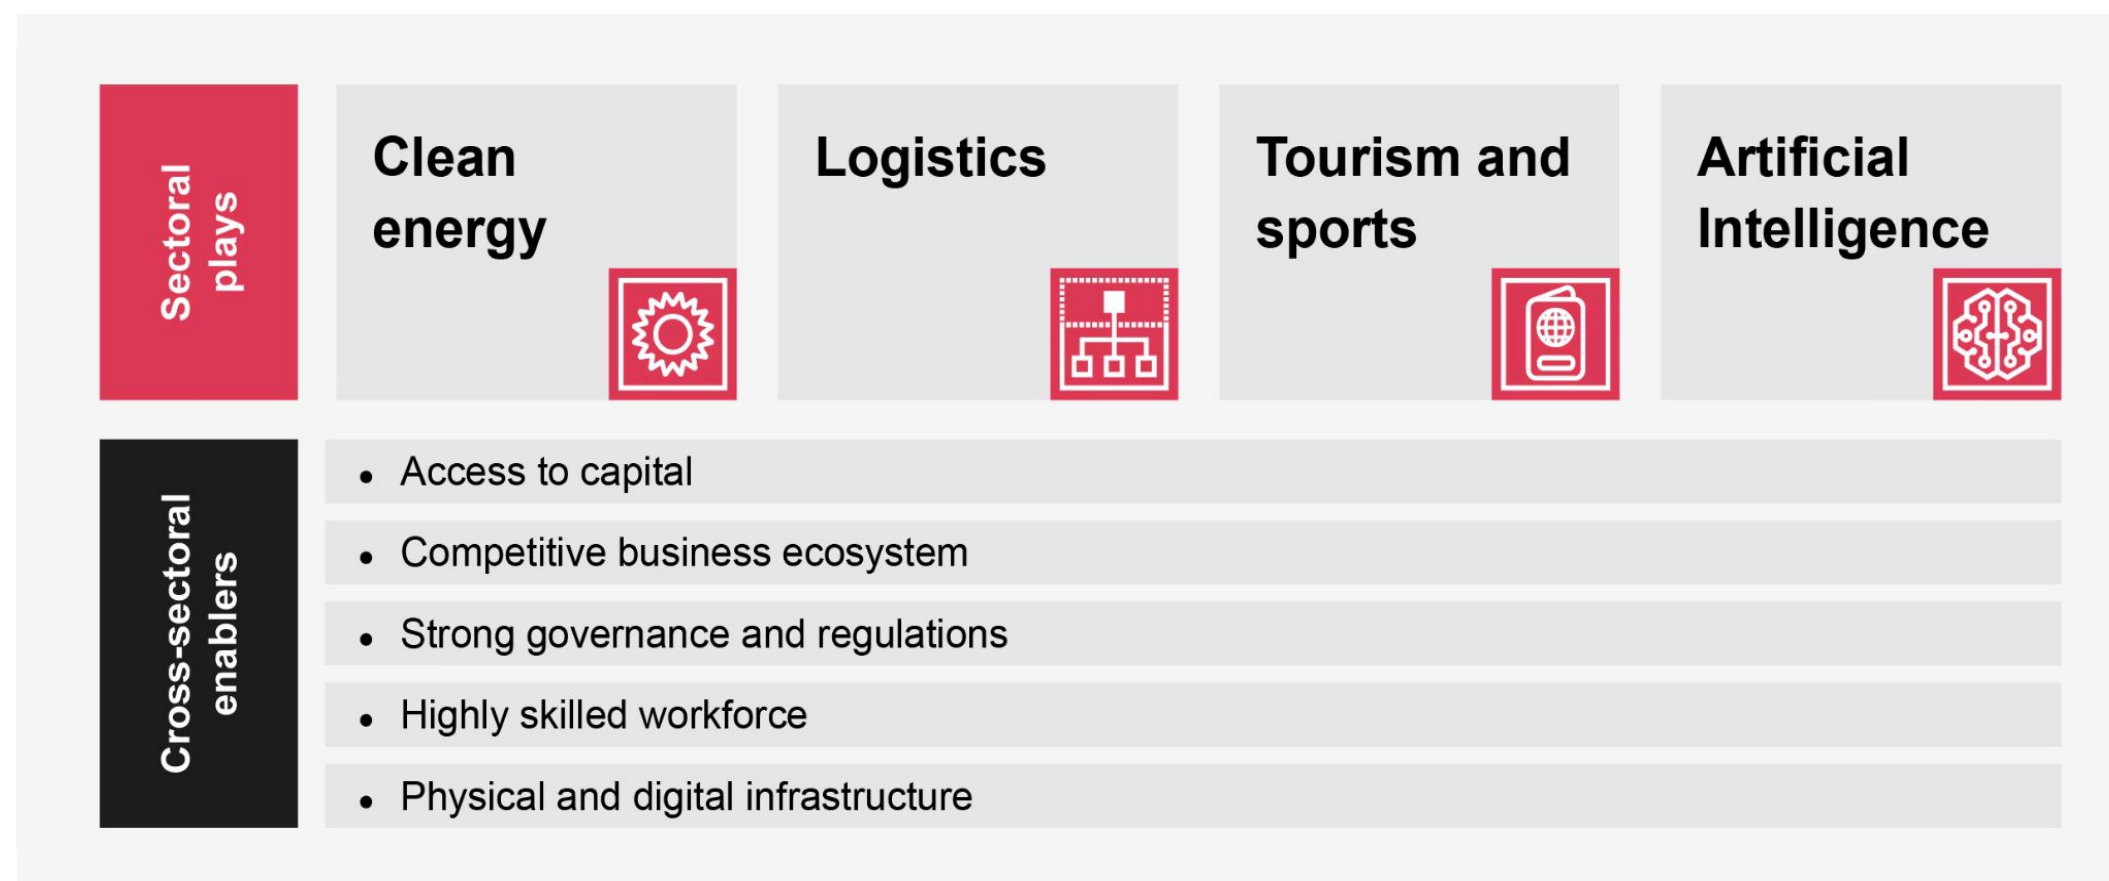 Sectoral
plays
Clean
energy
Logistics
Tourism and
sports
Artificial
Intelligence
Cross-sectoral
enablers
• Access to capital
• Competitive business ecosystem
• Strong governance and regulations
• Highly skilled workforce
• Physical and digital infrastructure